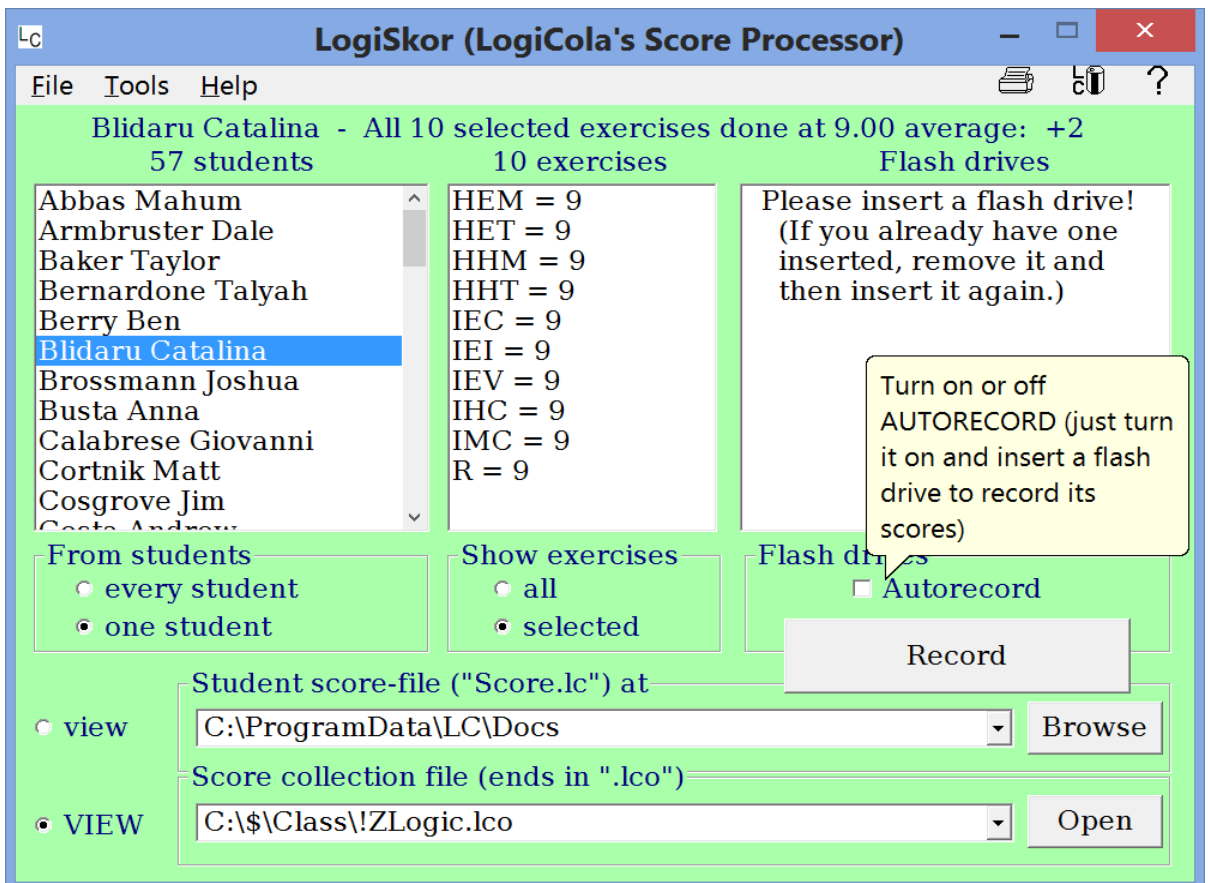 LC LogiSkor (LogiCola's Score Processor)
File Tools Help LC ?
Blidaru Catalina - All 10 selected exercises done at 9.00 average: +2
57 students 10 exercises Flash drives
Abbas Mahum
Armbruster Dale
Baker Taylor
Bernardone Talyah
Berry Ben
Blidaru Catalina
Brossmann Joshua
Busta Anna
Calabrese Giovanni
Cortnik Matt
Cosgrove Jim
Costa Andrew
HEM = 9
HET = 9
HHM = 9
HHT = 9
IEC = 9
IEI = 9
IEV = 9
IHC = 9
IMC = 9
R = 9
Please insert a flash drive!
(If you already have one
inserted, remove it and
then insert it again.)
Turn on or off
AUTORECORD (just turn
it on and insert a flash
drive to record its
scores)
From students
every student
one student
Show exercises
all
selected
Flash drives
Autorecord
Record
Student score-file ("Score.lc") at
view C:\ProgramData\LC\Docs Browse
Score collection file (ends in ".lco")
VIEW C:\$\Class\!ZLogic.lco Open